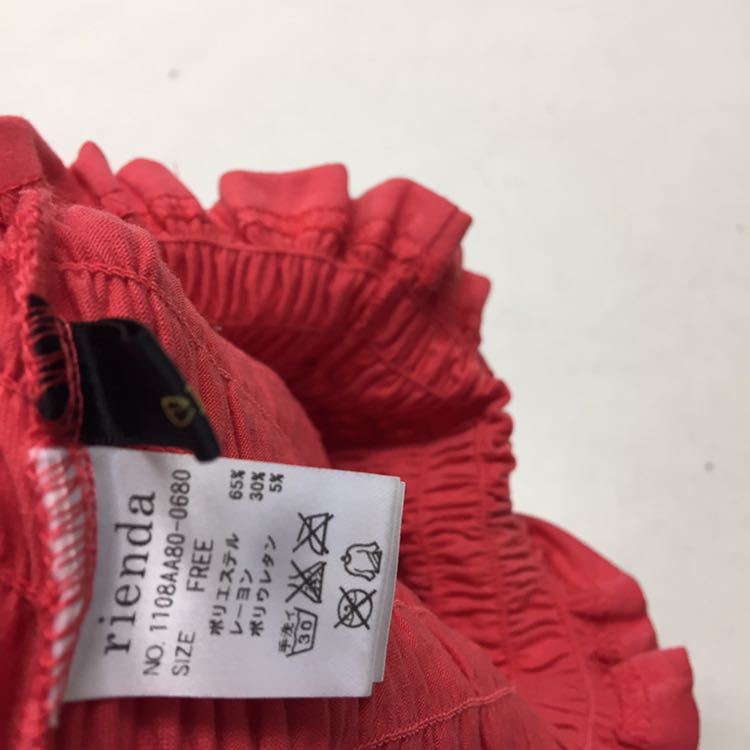 rienda
NO. 1108AA80-0680
SIZE FREE
ポリエステル 65%
レーヨン 30%
ポリウレタン 5%
手洗イ
30